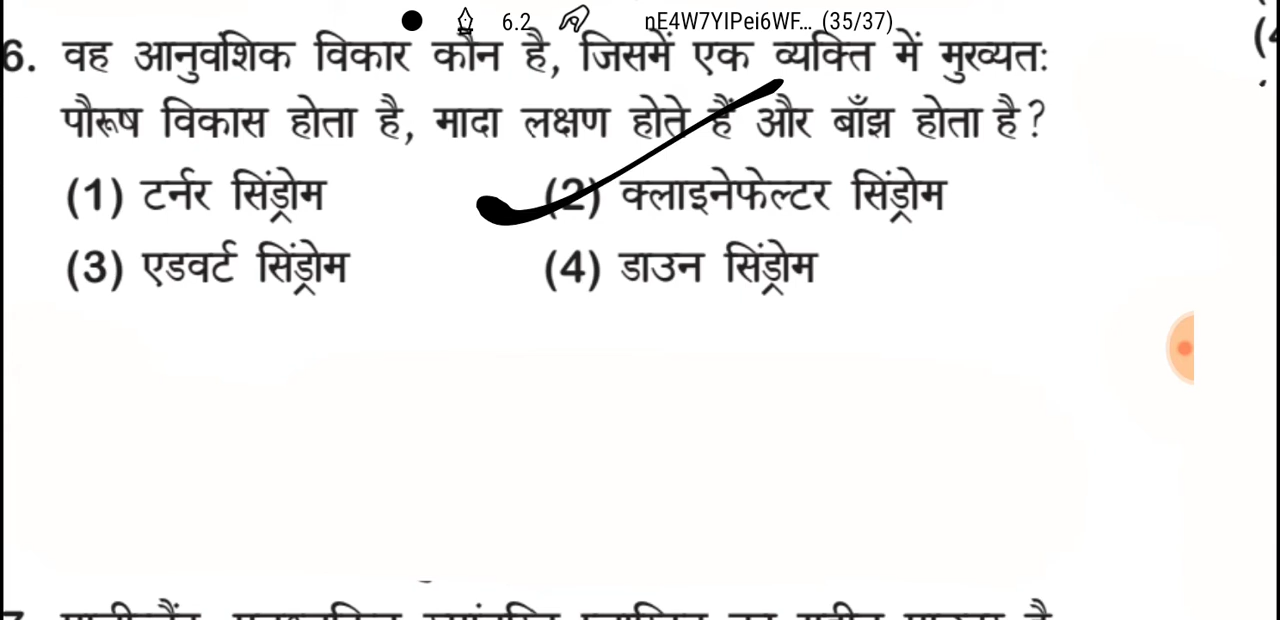 6.2 nE4W7YIPei6WF... (35/37)
6. वह आनुवंशिक विकार कौन है, जिसमें एक व्यक्ति में मुख्यतः
पौरूष विकास होता है, मादा लक्षण होते हैं और बाँझ होता है?
(1) टर्नर सिंड्रोम (2) क्लाइनेफेल्टर सिंड्रोम
(3) एडवर्ट सिंड्रोम (4) डाउन सिंड्रोम